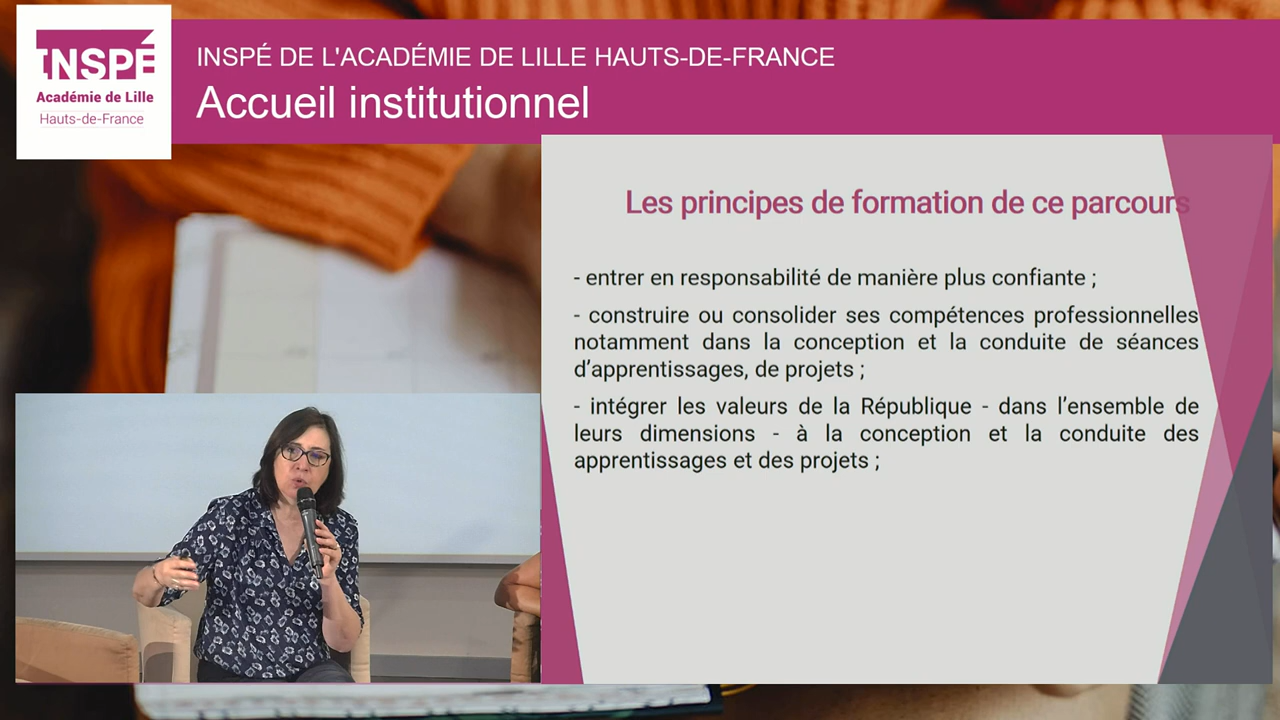 INSPÉ
Académie de Lille
Hauts-de-France
INSPÉ DE L'ACADÉMIE DE LILLE HAUTS-DE-FRANCE
Accueil institutionnel
Les principes de formation de ce parcours
- entrer en responsabilité de manière plus confiante ;
- construire ou consolider ses compétences professionnelles
notamment dans la conception et la conduite de séances
d’apprentissages, de projets ;
- intégrer les valeurs de la République - dans l’ensemble de
leurs dimensions - à la conception et la conduite des
apprentissages et des projets ;